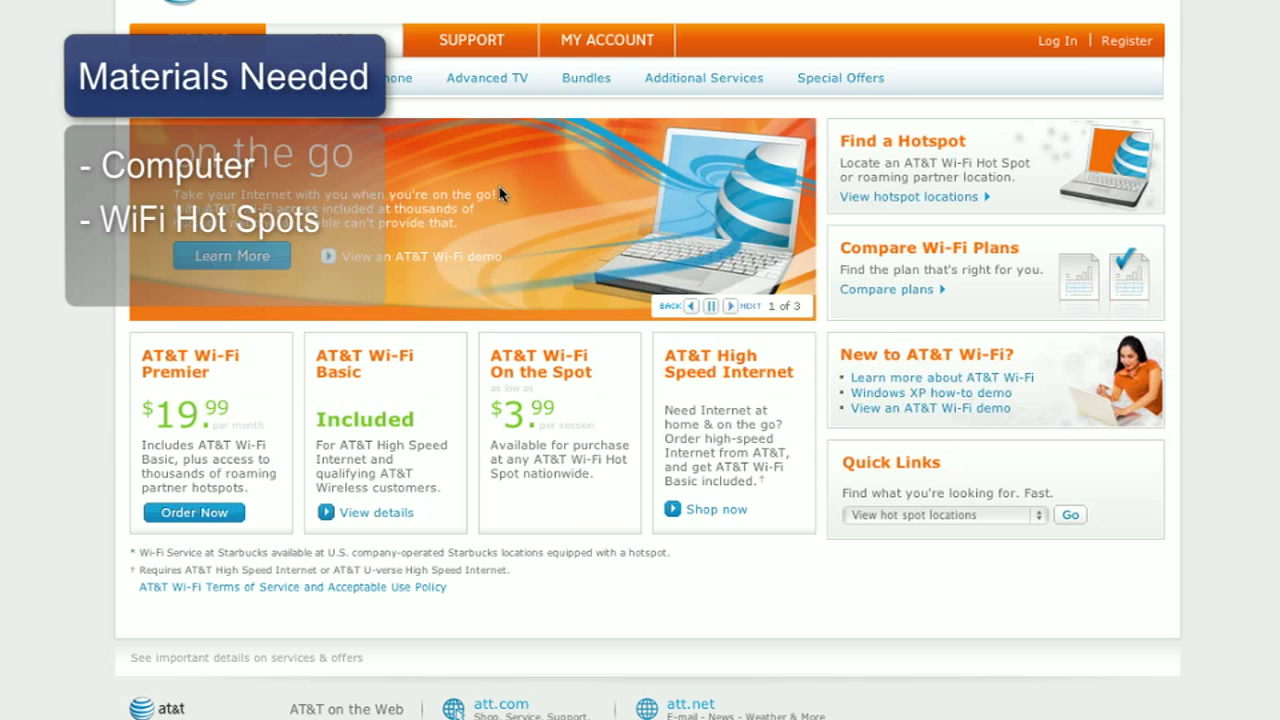 SUPPORT
MY ACCOUNT
Log In
Register
Materials Needed
Advanced TV
Bundles
Additional Services
Special Offers
- Computer
- WiFi Hot Spots
on the go
Take your Internet with you when you're on the go!
access included at thousands of
can't provide that.
Learn More
View an AT&T Wi-Fi demo
BACK
NEXT
1 of 3
Find a Hotspot
Locate an AT&T Wi-Fi Hot Spot
or roaming partner location.
View hotspot locations
Compare Wi-Fi Plans
Find the plan that's right for you.
Compare plans
AT&T Wi-Fi
Premier
$19.99
per month
Includes AT&T Wi-Fi
Basic, plus access to
thousands of roaming
partner hotspots.
Order Now
AT&T Wi-Fi
Basic
Included
For AT&T High Speed
Internet and
qualifying AT&T
Wireless customers.
View details
AT&T Wi-Fi
On the Spot
as low as
$3.99
per session
Available for purchase
at any AT&T Wi-Fi Hot
Spot nationwide.
AT&T High
Speed Internet
Need Internet at
home & on the go?
Order high-speed
Internet from AT&T,
and get AT&T Wi-Fi
Basic included.†
Shop now
New to AT&T Wi-Fi?
Learn more about AT&T Wi-Fi
Windows XP how-to demo
View an AT&T Wi-Fi demo
Quick Links
Find what you're looking for. Fast.
View hot spot locations
Go
* Wi-Fi Service at Starbucks available at U.S. company-operated Starbucks locations equipped with a hotspot.
† Requires AT&T High Speed Internet or AT&T U-verse High Speed Internet.
AT&T Wi-Fi Terms of Service and Acceptable Use Policy
See important details on services & offers
at&t
AT&T on the Web
att.com
Shop, Service, Support.
att.net
E-mail - News - Weather & More